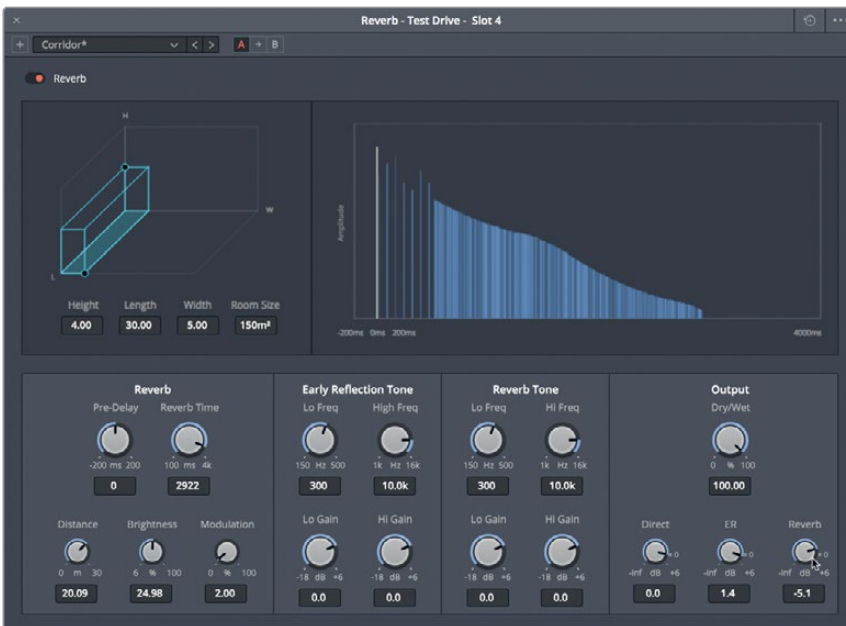 Reverb - Test Drive - Slot 4
Corridor*
A
B
Reverb
H
W
L
Height Length Width Room Size
4.00 30.00 5.00 150m²
Amplitude
-200ms 0ms 200ms 4000ms
Reverb
Pre-Delay Reverb Time
-200 ms 200 100 ms 4k
0 2922
Distance Brightness Modulation
0 m 30 6 % 100 0 % 100
20.09 24.98 2.00
Early Reflection Tone
Lo Freq High Freq
150 Hz 500 1k Hz 16k
300 10.0k
Lo Gain Hi Gain
-18 dB +6 -18 dB +6
0.0 0.0
Reverb Tone
Lo Freq Hi Freq
150 Hz 500 1k Hz 16k
300 10.0k
Lo Gain Hi Gain
-18 dB +6 -18 dB +6
0.0 0.0
Output
Dry/Wet
0 % 100
100.00
Direct ER Reverb
0 0 0
-Inf dB +6 -Inf dB +6 -Inf dB +6
0.0 1.4 -5.1